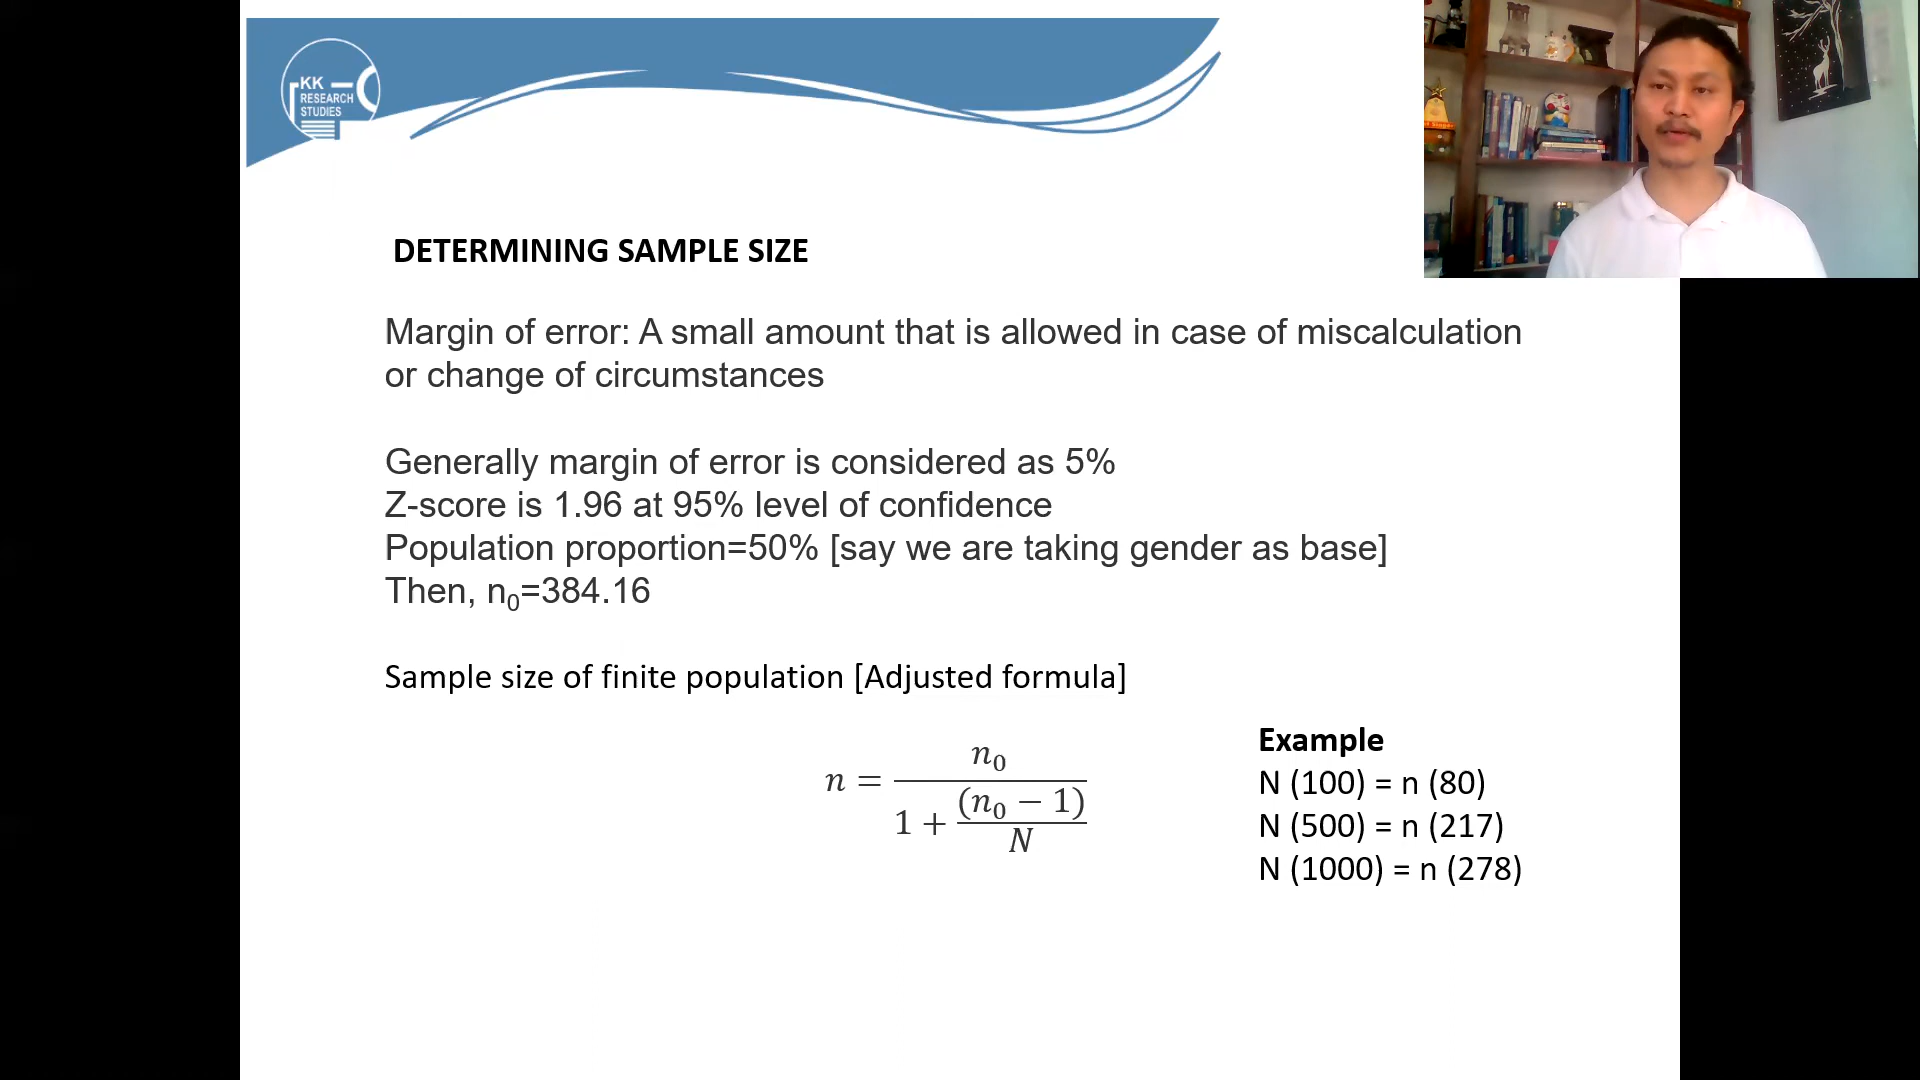 KK
RESEARCH
STUDIES
DETERMINING SAMPLE SIZE
Margin of error: A small amount that is allowed in case of miscalculation
or change of circumstances
Generally margin of error is considered as 5%
Z-score is 1.96 at 95% level of confidence
Population proportion=50% [say we are taking gender as base]
Then, n₀=384.16
Sample size of finite population [Adjusted formula]
n = n₀ / (1 + (n₀ − 1) / N)
Example
N (100) = n (80)
N (500) = n (217)
N (1000) = n (278)